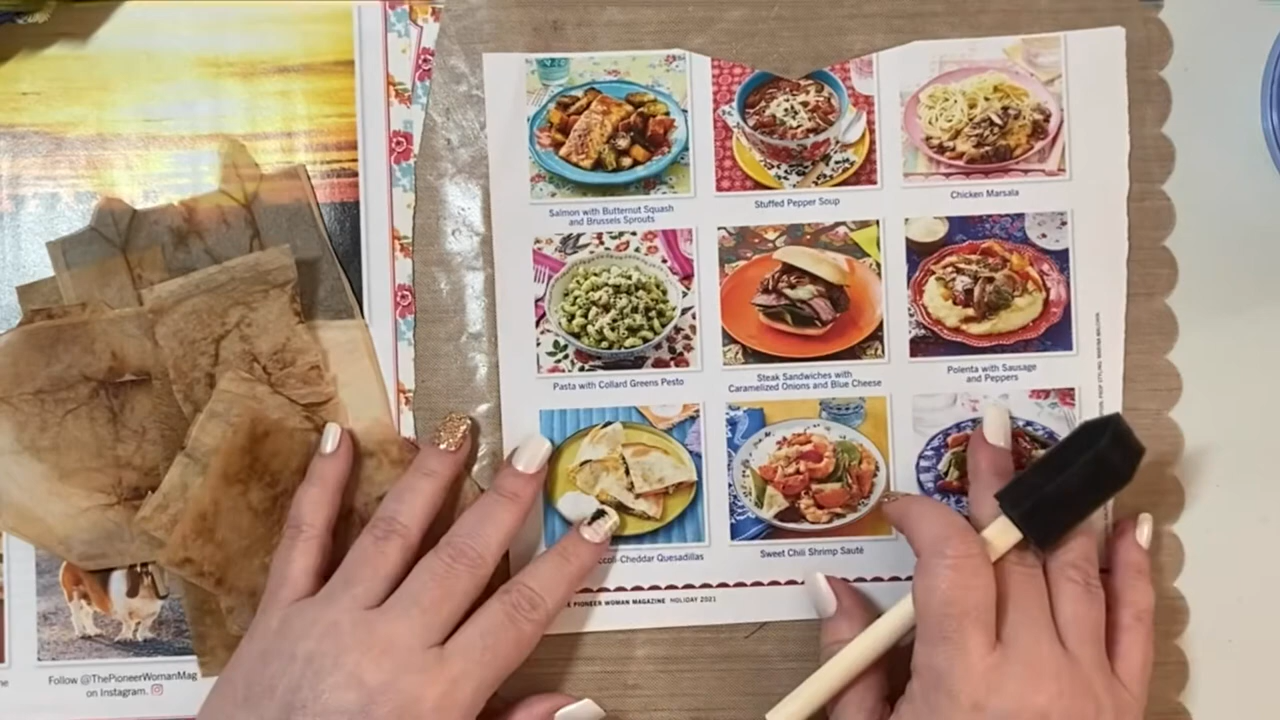 Salmon with Butternut Squash
and Brussels Sprouts
Stuffed Pepper Soup
Chicken Marsala
Pasta with Collard Greens Pesto
Steak Sandwiches with
Caramelized Onions and Blue Cheese
Polenta with Sausage
and Peppers
-Cheddar Quesadillas
Sweet Chili Shrimp Sauté
PIONEER WOMAN MAGAZINE HOLIDAY 2021
Follow @ThePioneerWomanMag
on Instagram.